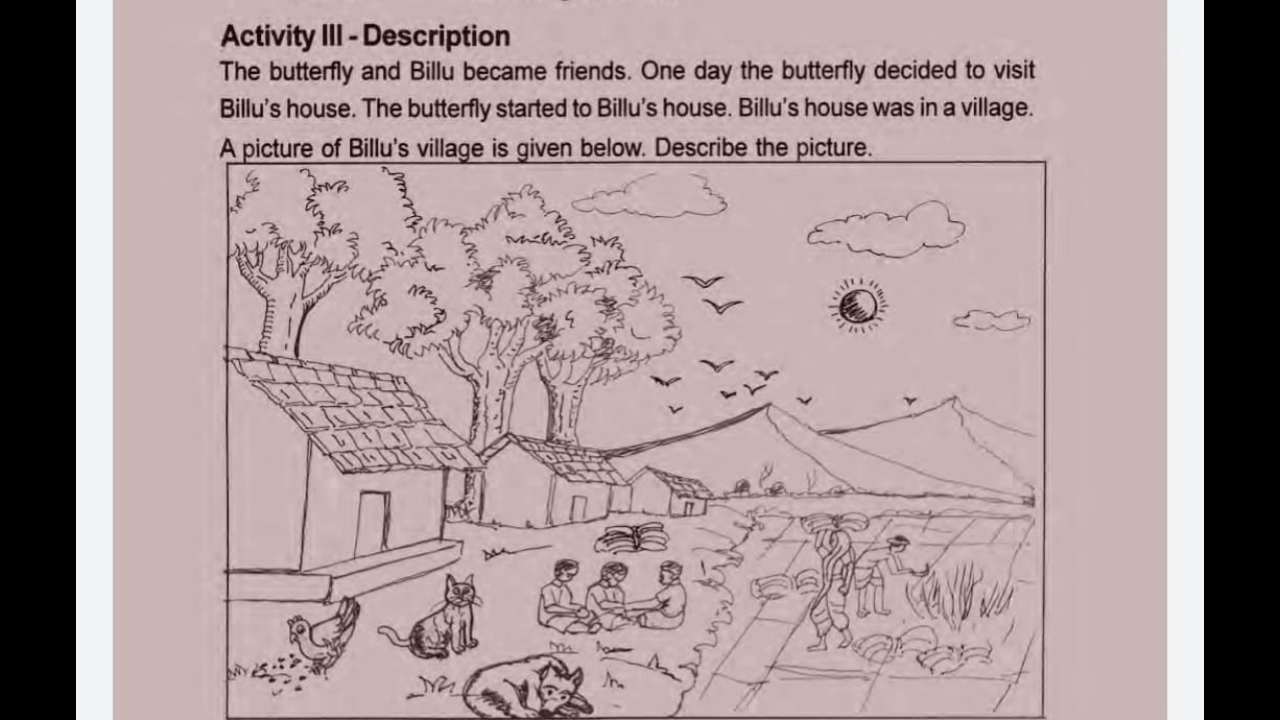 Activity III - Description
The butterfly and Billu became friends. One day the butterfly decided to visit
Billu's house. The butterfly started to Billu's house. Billu's house was in a village.
A picture of Billu's village is given below. Describe the picture.